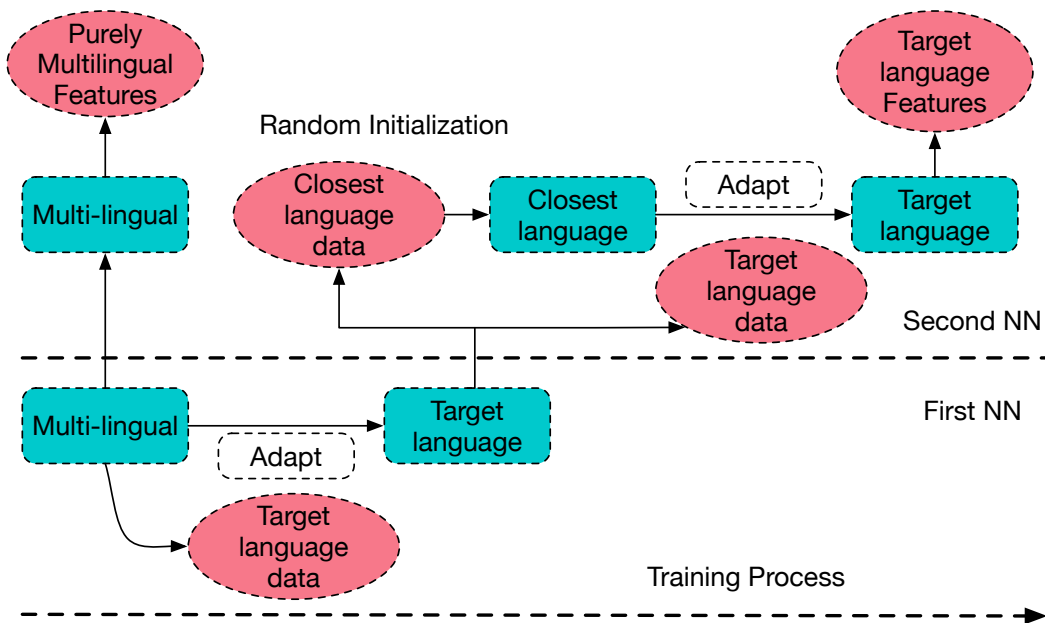 Purely
Multilingual
Features
Target
language
Features
Random Initialization
Multi-lingual
Closest
language
data
Closest
language
Adapt
Target
language
Target
language
data
Second NN
Multi-lingual
Adapt
Target
language
First NN
Target
language
data
Training Process